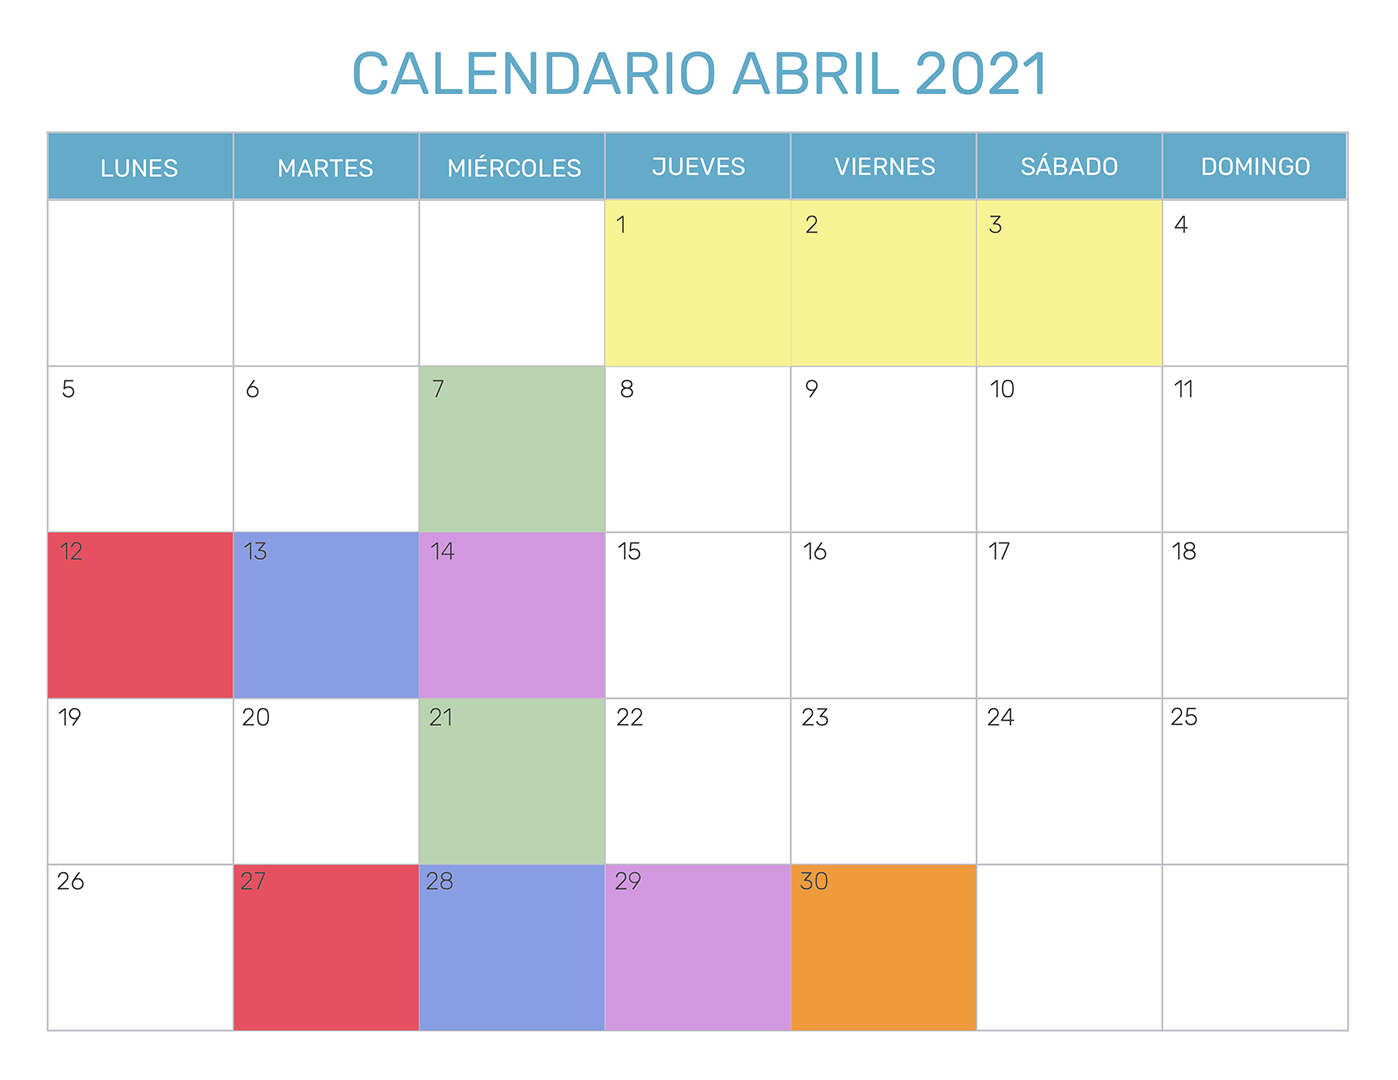 CALENDARIO ABRIL 2021
LUNES MARTES MIÉRCOLES JUEVES VIERNES SÁBADO DOMINGO
1 2 3 4
5 6 7 8 9 10 11
12 13 14 15 16 17 18
19 20 21 22 23 24 25
26 27 28 29 30